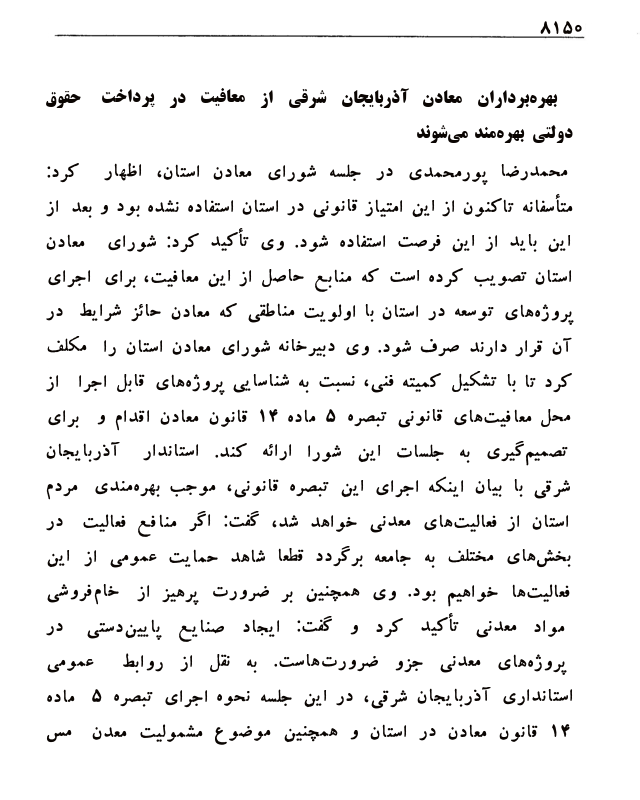 ۸۱۵۰
بهره‌برداران معادن آذربایجان شرقی از معافیت در پرداخت حقوق
دولتی بهره‌مند می‌شوند
محمدرضا پورمحمدی در جلسه شورای معادن استان، اظهار کرد:
متأسفانه تاکنون از این امتیاز قانونی در استان استفاده نشده بود و بعد از
این باید از این فرصت استفاده شود. وی تأکید کرد: شورای معادن
استان تصویب کرده است که منابع حاصل از این معافیت، برای اجرای
پروژه‌های توسعه در استان با اولویت مناطقی که معادن حائز شرایط در
آن قرار دارند صرف شود. وی دبیرخانه شورای معادن استان را مکلف
کرد تا با تشکیل کمیته فنی، نسبت به شناسایی پروژه‌های قابل اجرا از
محل معافیت‌های قانونی تبصره ۵ ماده ۱۴ قانون معادن اقدام و برای
تصمیم‌گیری به جلسات این شورا ارائه کند. استاندار آذربایجان
شرقی با بیان اینکه اجرای این تبصره قانونی، موجب بهره‌مندی مردم
استان از فعالیت‌های معدنی خواهد شد، گفت: اگر منافع فعالیت در
بخش‌های مختلف به جامعه برگردد قطعا شاهد حمایت عمومی از این
فعالیت‌ها خواهیم بود. وی همچنین بر ضرورت پرهیز از خام‌فروشی
مواد معدنی تأکید کرد و گفت: ایجاد صنایع پایین‌دستی در
پروژه‌های معدنی جزو ضرورت‌هاست. به نقل از روابط عمومی
استانداری آذربایجان شرقی، در این جلسه نحوه اجرای تبصره ۵ ماده
۱۴ قانون معادن در استان و همچنین موضوع مشمولیت معدن مس